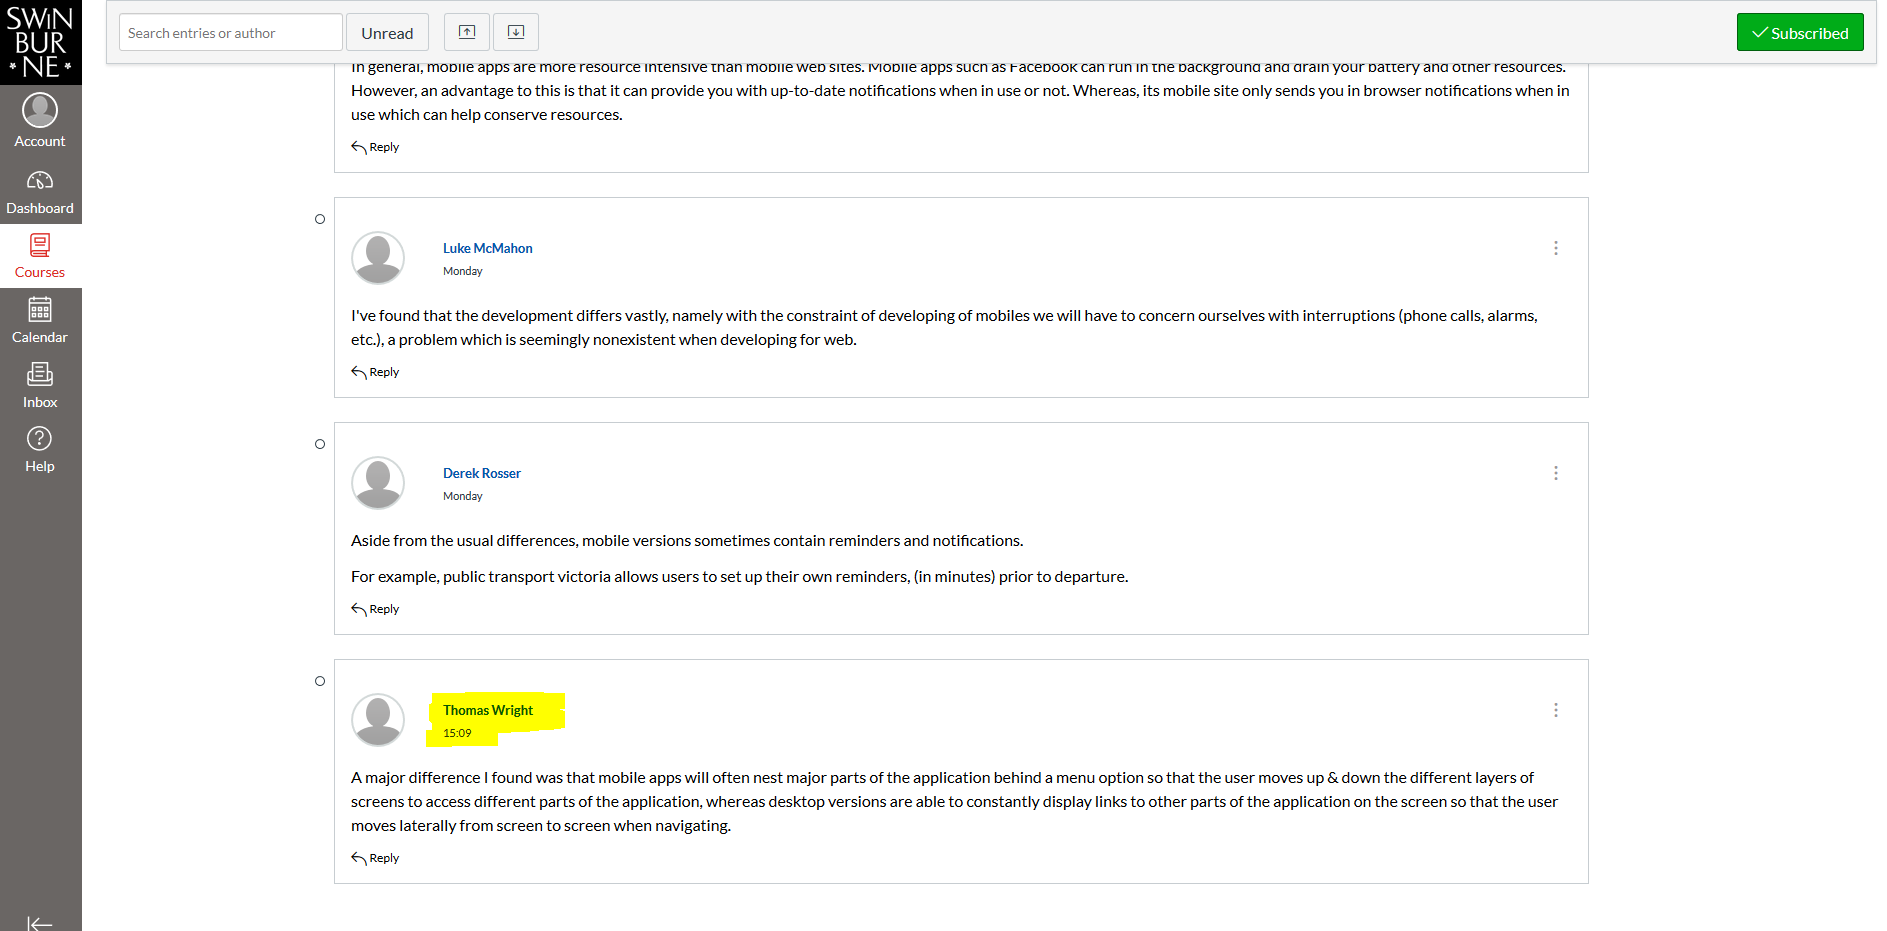 SWIN
BUR
*NE*
Account
Dashboard
Courses
Calendar
Inbox
Help
Search entries or author
Unread
Subscribed
In general, mobile apps are more resource intensive than mobile web sites. Mobile apps such as Facebook can run in the background and drain your battery and other resources.
However, an advantage to this is that it can provide you with up-to-date notifications when in use or not. Whereas, its mobile site only sends you in browser notifications when in
use which can help conserve resources.
Reply
Luke McMahon
Monday
I've found that the development differs vastly, namely with the constraint of developing of mobiles we will have to concern ourselves with interruptions (phone calls, alarms,
etc.), a problem which is seemingly nonexistent when developing for web.
Reply
Derek Rosser
Monday
Aside from the usual differences, mobile versions sometimes contain reminders and notifications.
For example, public transport victoria allows users to set up their own reminders, (in minutes) prior to departure.
Reply
Thomas Wright
15:09
A major difference I found was that mobile apps will often nest major parts of the application behind a menu option so that the user moves up & down the different layers of
screens to access different parts of the application, whereas desktop versions are able to constantly display links to other parts of the application on the screen so that the user
moves laterally from screen to screen when navigating.
Reply